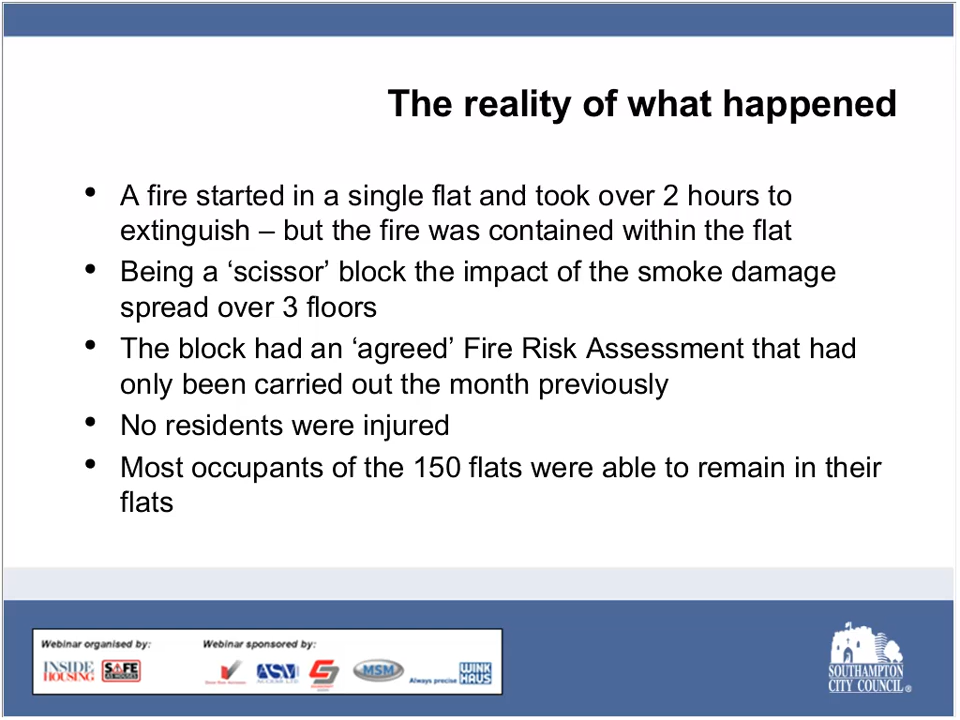 The reality of what happened
• A fire started in a single flat and took over 2 hours to
extinguish – but the fire was contained within the flat
• Being a ‘scissor’ block the impact of the smoke damage
spread over 3 floors
• The block had an ‘agreed’ Fire Risk Assessment that had
only been carried out the month previously
• No residents were injured
• Most occupants of the 150 flats were able to remain in their
flats
Webinar organised by: Webinar sponsored by:
INSIDE HOUSING
SAFE AS HOUSES
ASM
MSM
Always precise
WINK HAUS
SOUTHAMPTON
CITY COUNCIL®